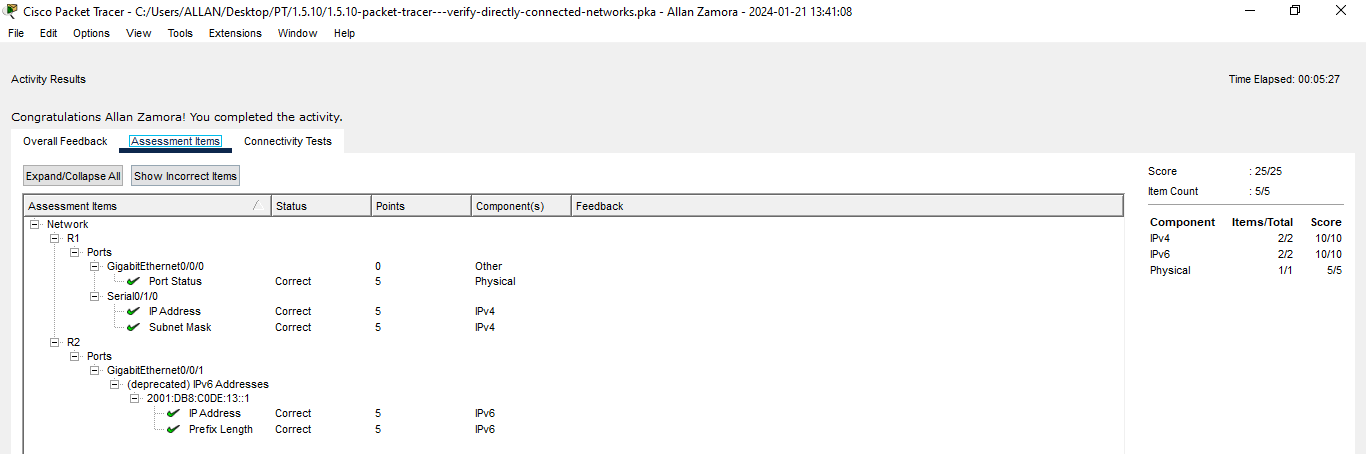 Cisco Packet Tracer - C:/Users/ALLAN/Desktop/PT/1.5.10/1.5.10-packet-tracer---verify-directly-connected-networks.pka - Allan Zamora - 2024-01-21 13:41:08
File Edit Options View Tools Extensions Window Help
Activity Results Time Elapsed: 00:05:27
Congratulations Allan Zamora! You completed the activity.
Overall Feedback Assessment Items Connectivity Tests
Expand/Collapse All Show Incorrect Items
Assessment Items Status Points Component(s) Feedback
Network
R1
Ports
GigabitEthernet0/0/0 0 Other
Port Status Correct 5 Physical
Serial0/1/0
IP Address Correct 5 IPv4
Subnet Mask Correct 5 IPv4
R2
Ports
GigabitEthernet0/0/1
(deprecated) IPv6 Addresses
2001:DB8:C0DE:13::1
IP Address Correct 5 IPv6
Prefix Length Correct 5 IPv6
Score : 25/25
Item Count : 5/5
Component Items/Total Score
IPv4 2/2 10/10
IPv6 2/2 10/10
Physical 1/1 5/5